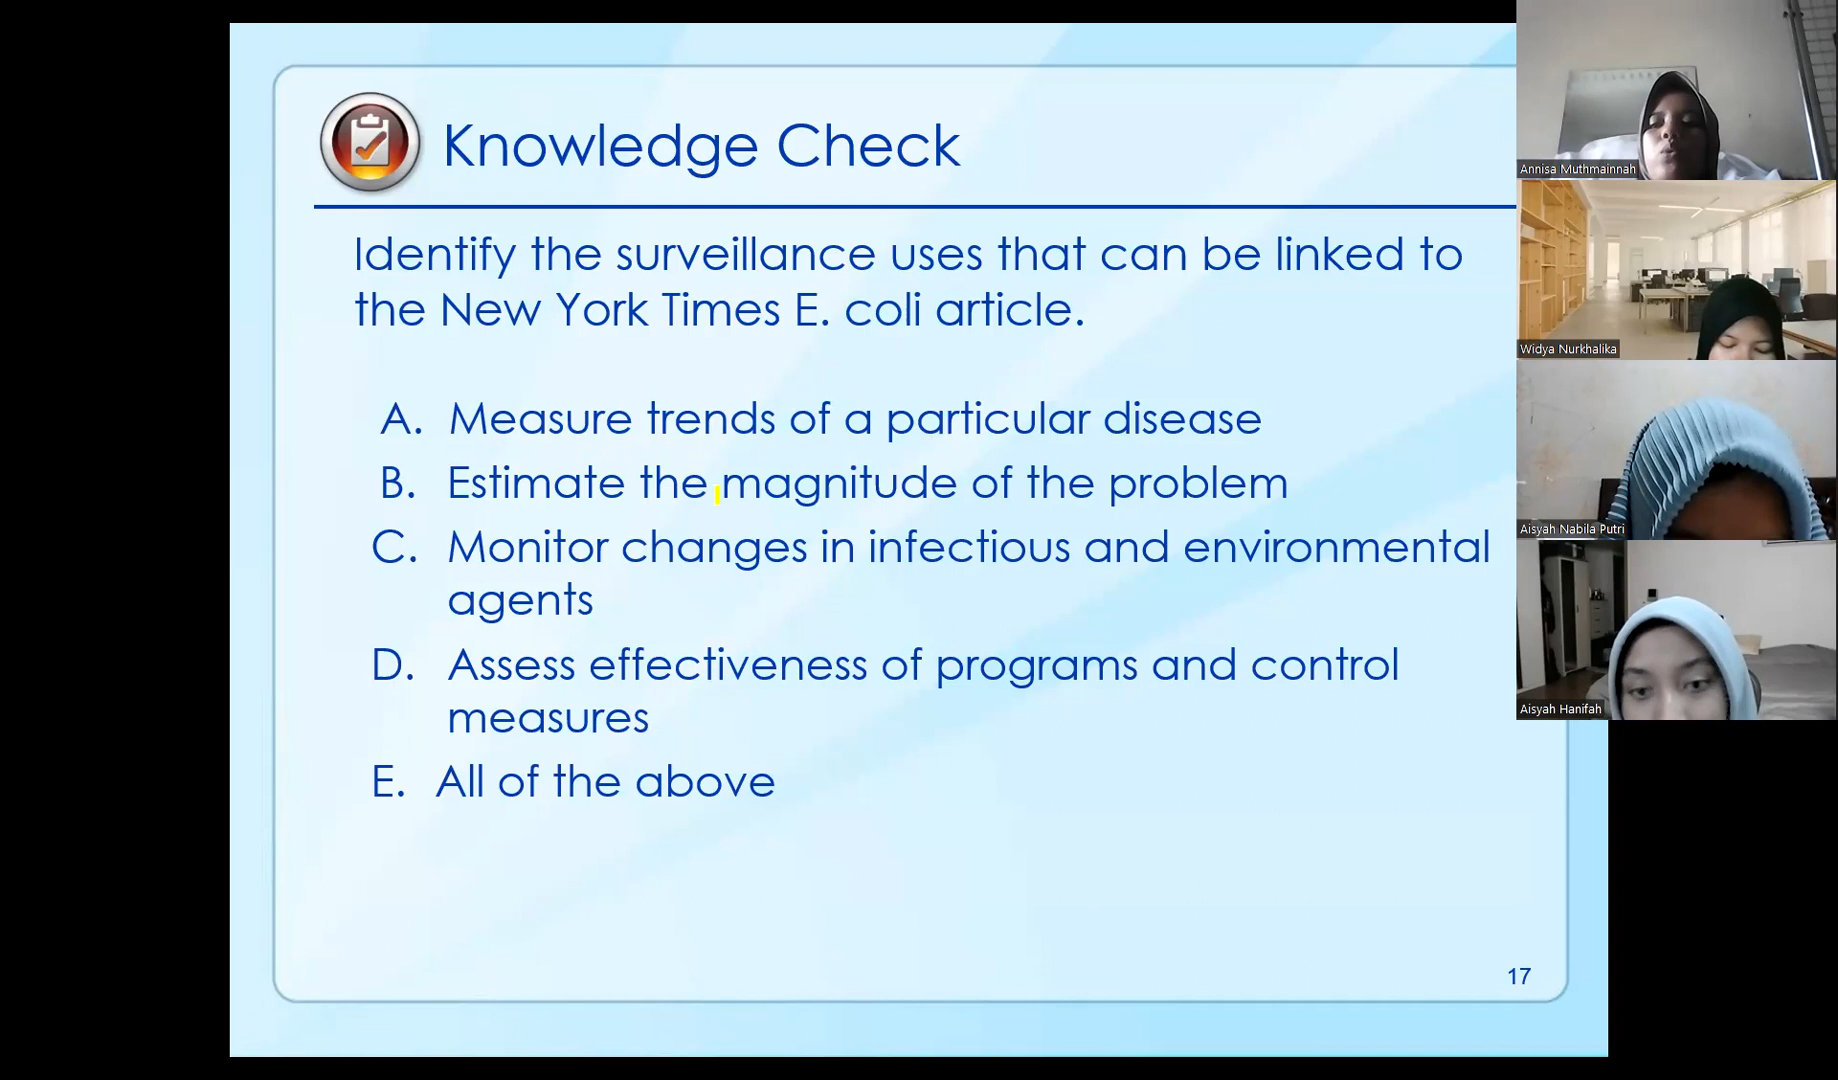 Knowledge Check
Identify the surveillance uses that can be linked to
the New York Times E. coli article.
A. Measure trends of a particular disease
B. Estimate the magnitude of the problem
C. Monitor changes in infectious and environmental
agents
D. Assess effectiveness of programs and control
measures
E. All of the above
17
Annisa Muthmainnah
Widya Nurkhalika
Aisyah Nabila Putri
Aisyah Hanifah